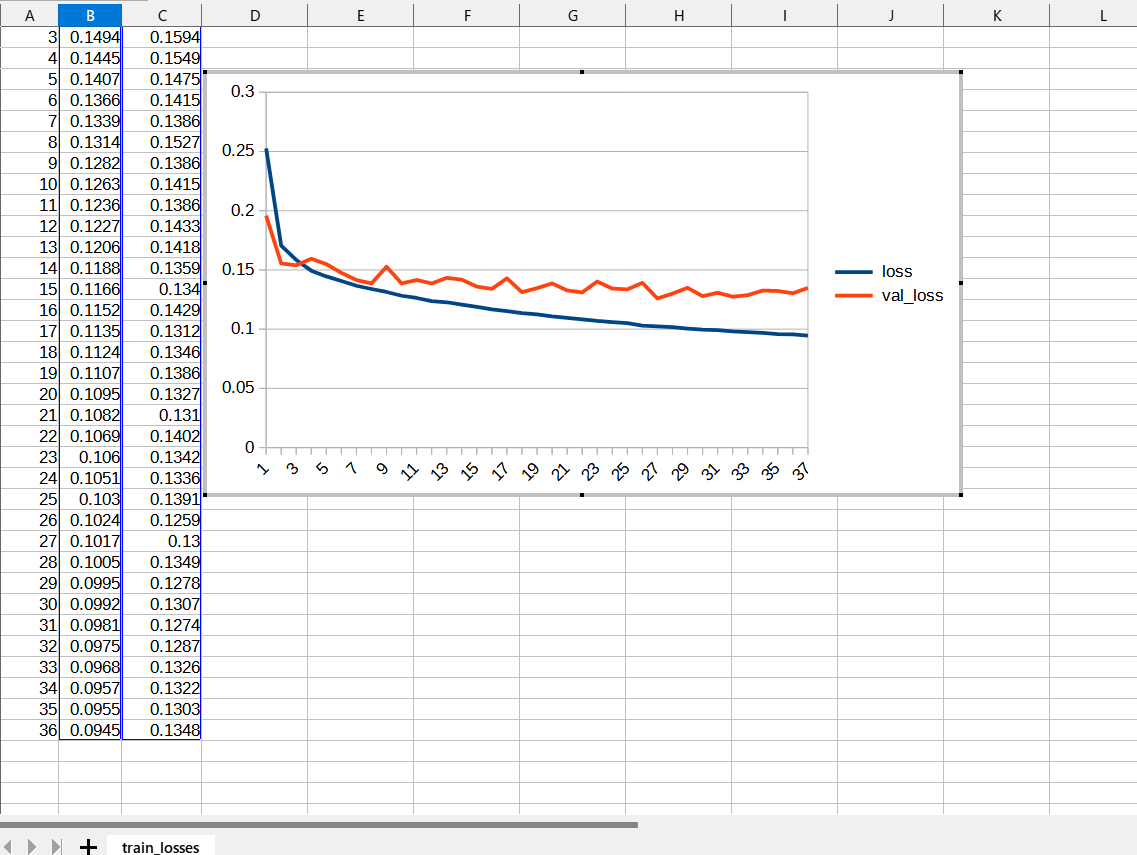 A B C D E F G H I J K L
3 0.1494 0.1594
4 0.1445 0.1549
5 0.1407 0.1475
6 0.1366 0.1415
7 0.1339 0.1386
8 0.1314 0.1527
9 0.1282 0.1386
10 0.1263 0.1415
11 0.1236 0.1386
12 0.1227 0.1433
13 0.1206 0.1418
14 0.1188 0.1359
15 0.1166 0.134
16 0.1152 0.1429
17 0.1135 0.1312
18 0.1124 0.1346
19 0.1107 0.1386
20 0.1095 0.1327
21 0.1082 0.131
22 0.1069 0.1402
23 0.106 0.1342
24 0.1051 0.1336
25 0.103 0.1391
26 0.1024 0.1259
27 0.1017 0.13
28 0.1005 0.1349
29 0.0995 0.1278
30 0.0992 0.1307
31 0.0981 0.1274
32 0.0975 0.1287
33 0.0968 0.1326
34 0.0957 0.1322
35 0.0955 0.1303
36 0.0945 0.1348
0.3
0.25
0.2
0.15
0.1
0.05
0
1 3 5 7 9 11 13 15 17 19 21 23 25 27 29 31 33 35 37
loss
val_loss
train_losses